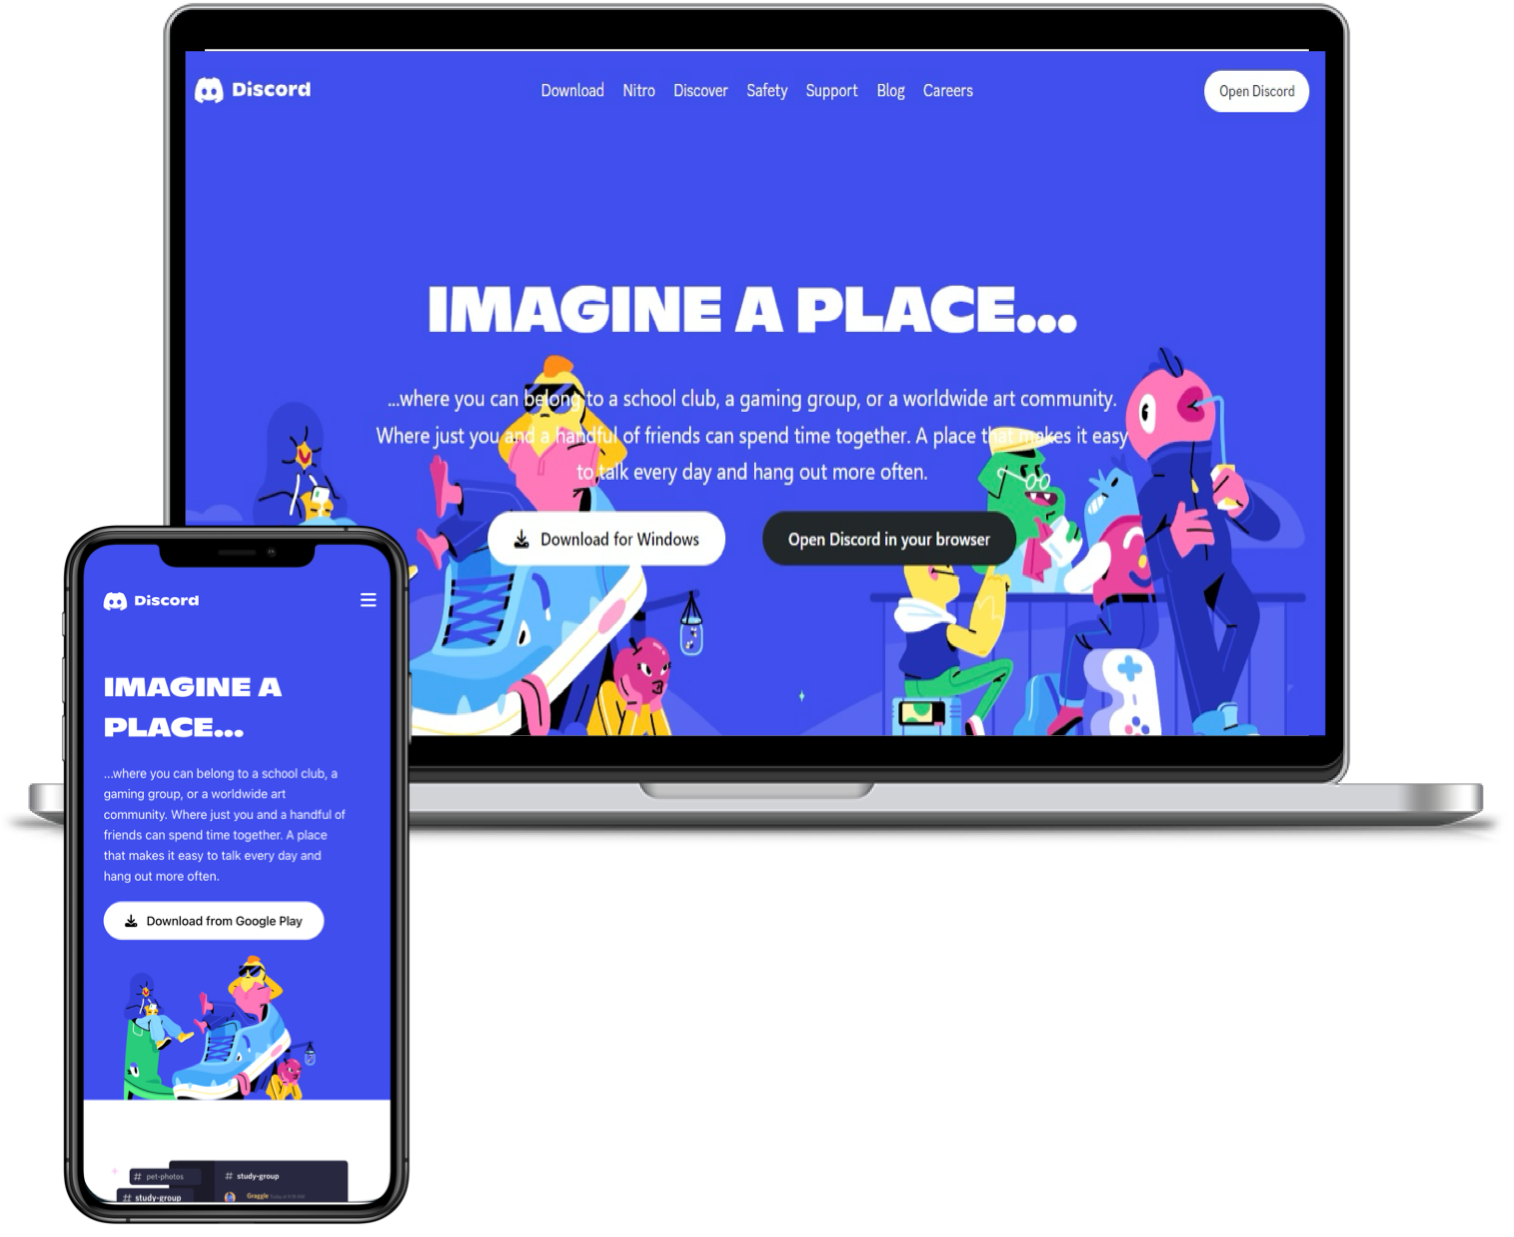 Discord
Download Nitro Discover Safety Support Blog Careers
Open Discord
IMAGINE A PLACE...
...where you can belong to a school club, a gaming group, or a worldwide art community.
Where just you and a handful of friends can spend time together. A place that makes it easy
to talk every day and hang out more often.
Download for Windows
Open Discord in your browser
Discord
IMAGINE A
PLACE...
...where you can belong to a school club, a
gaming group, or a worldwide art
community. Where just you and a handful of
friends can spend time together. A place
that makes it easy to talk every day and
hang out more often.
Download from Google Play
# pet-photos
# study-group
# study-group
Graggle